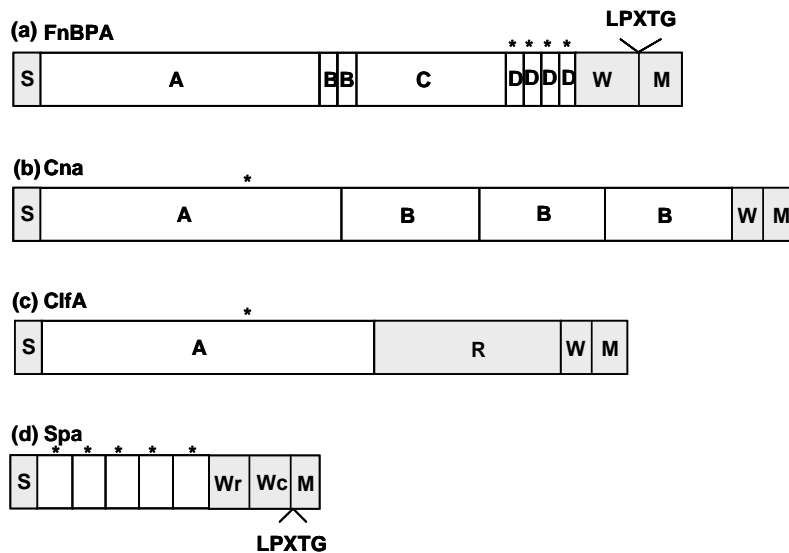 (a) FnBPA
LPXTG
* * * *
S A B B C D D D D W M
(b) Cna
*
S A B B B W M
(c) ClfA
*
S A R W M
(d) Spa
* * * * *
S Wr Wc M
LPXTG